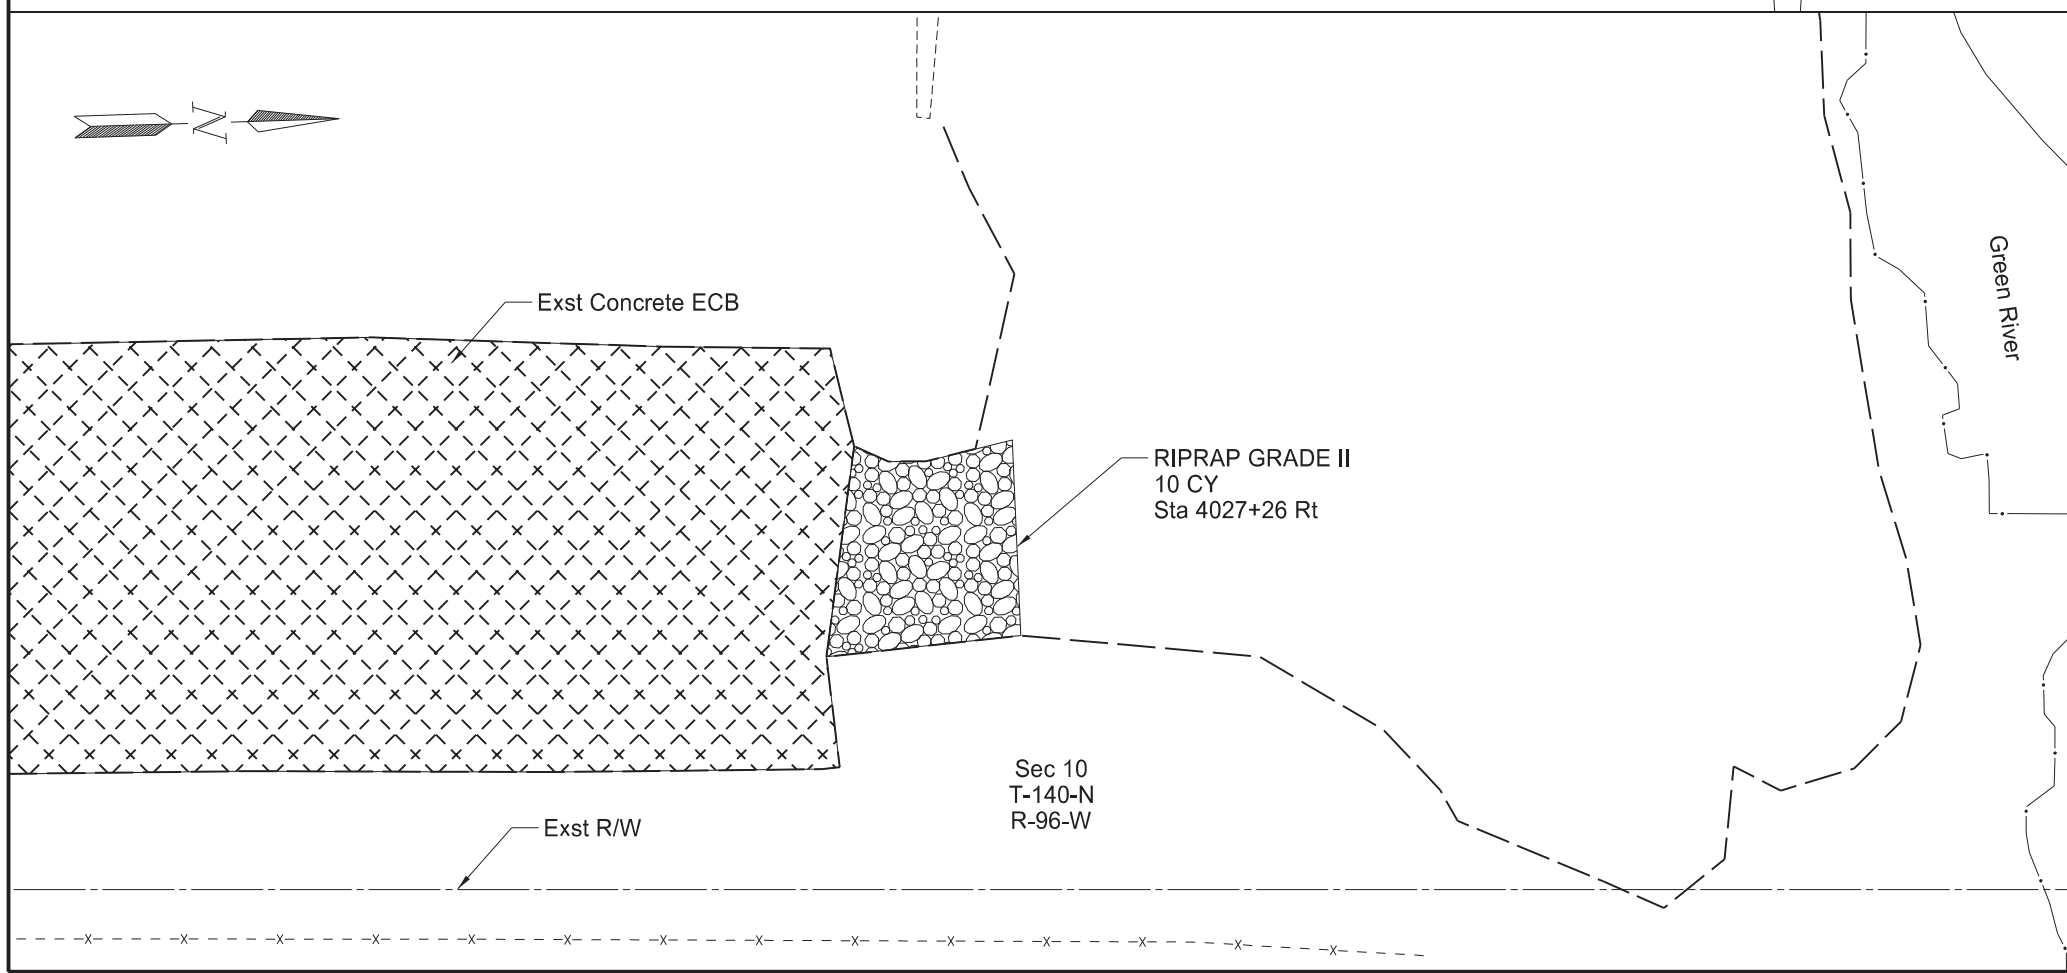 N
Green River
Exst Concrete ECB
RIPRAP GRADE II
10 CY
Sta 4027+26 Rt
Sec 10
T-140-N
R-96-W
Exst R/W